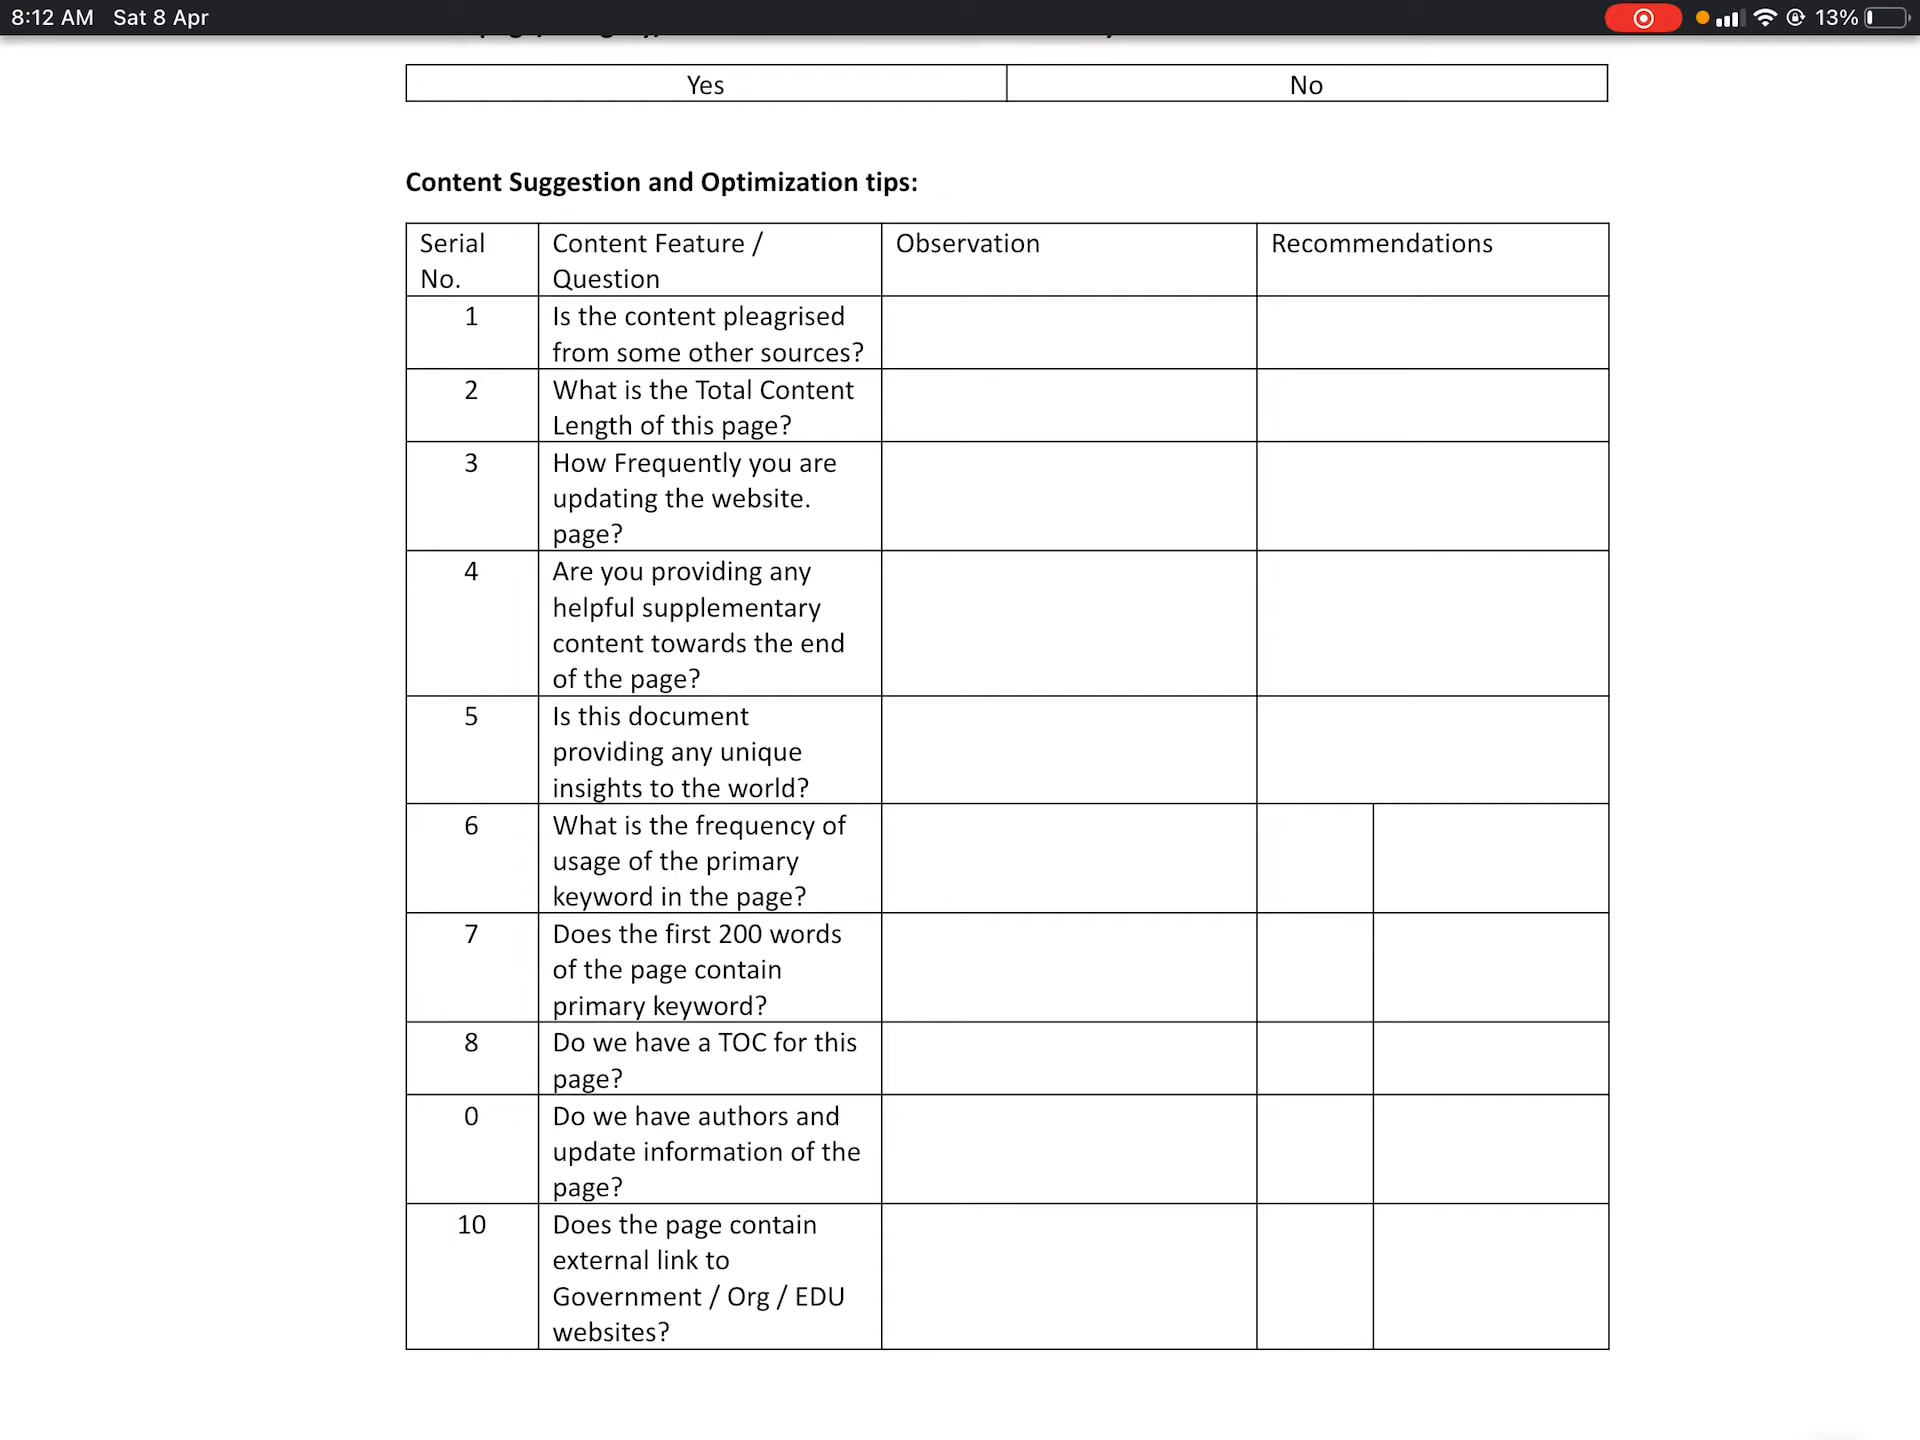 8:12 AM Sat 8 Apr
13%
Yes No
Content Suggestion and Optimization tips:
Serial No. Content Feature / Question Observation Recommendations
1 Is the content pleagrised
from some other sources?
2 What is the Total Content
Length of this page?
3 How Frequently you are
updating the website.
page?
4 Are you providing any
helpful supplementary
content towards the end
of the page?
5 Is this document
providing any unique
insights to the world?
6 What is the frequency of
usage of the primary
keyword in the page?
7 Does the first 200 words
of the page contain
primary keyword?
8 Do we have a TOC for this
page?
0 Do we have authors and
update information of the
page?
10 Does the page contain
external link to
Government / Org / EDU
websites?